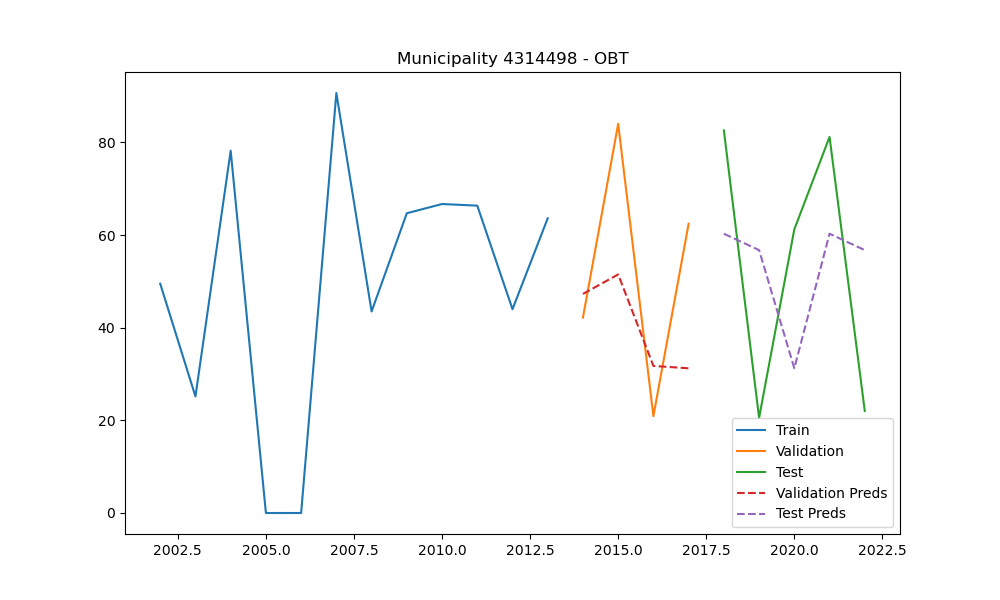 Municipality 4314498 - OBT
80
60
40
20
0
2002.5 2005.0 2007.5 2010.0 2012.5 2015.0 2017.5 2020.0 2022.5
Train
Validation
Test
Validation Preds
Test Preds